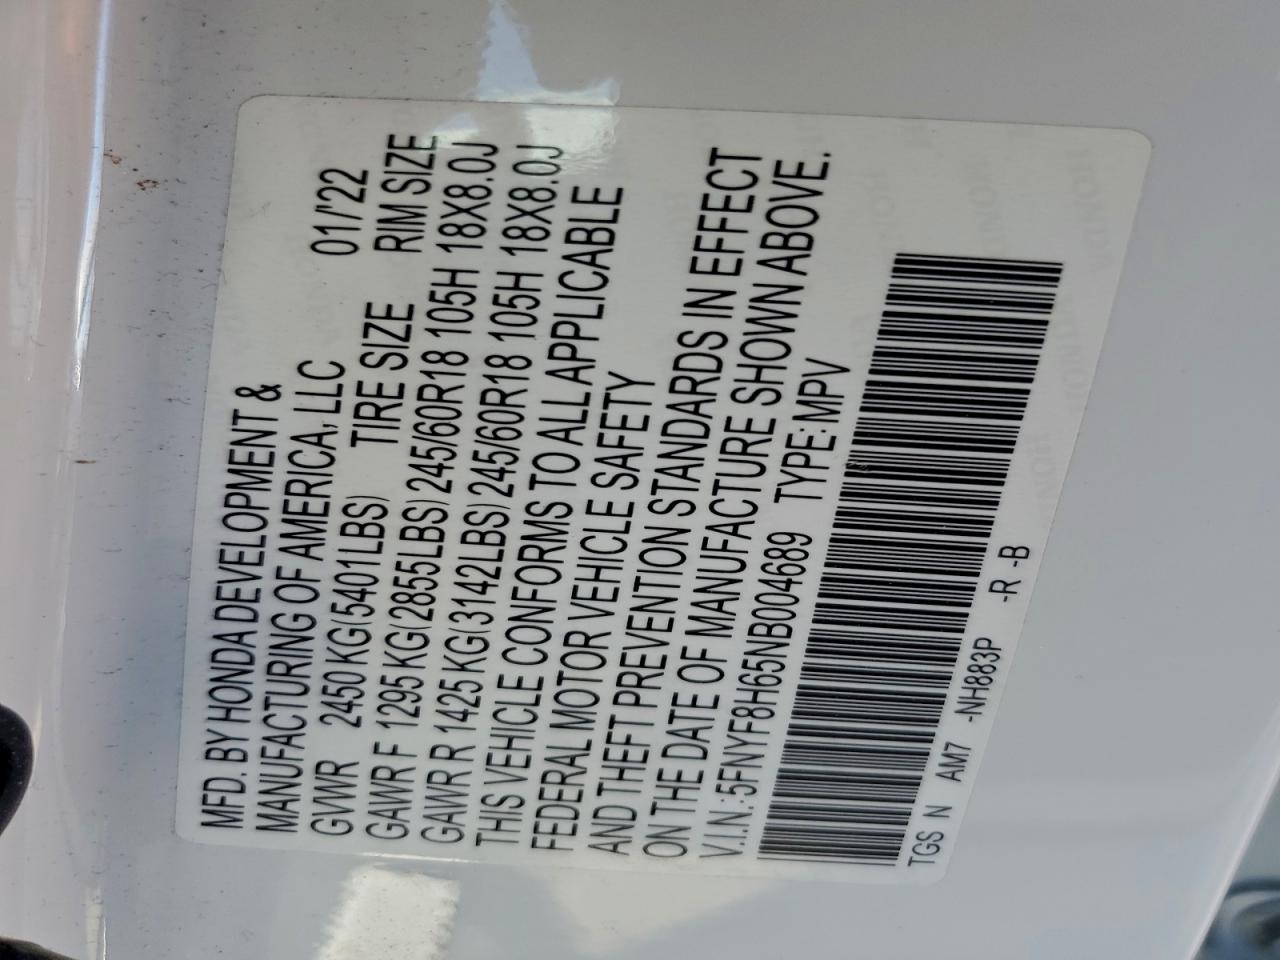 MFD. BY HONDA DEVELOPMENT &
MANUFACTURING OF AMERICA, LLC 01/'22
GVWR 2450 KG(5401LBS) TIRE SIZE RIM SIZE
GAWR F 1295 KG(2855LBS) 245/60R18 105H 18X8.0J
GAWR R 1425 KG(3142LBS) 245/60R18 105H 18X8.0J
THIS VEHICLE CONFORMS TO ALL APPLICABLE
FEDERAL MOTOR VEHICLE SAFETY
AND THEFT PREVENTION STANDARDS IN EFFECT
ON THE DATE OF MANUFACTURE SHOWN ABOVE.
V.I.N.:5FNYF8H65NB004689 TYPE:MPV
TGS N AM7 -NH883P -R -B